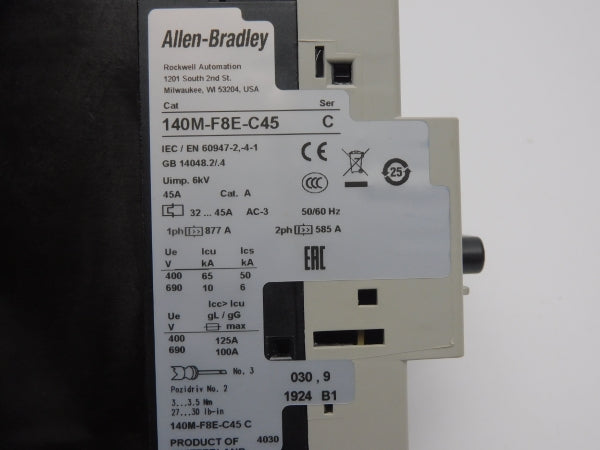 Allen-Bradley
Rockwell Automation
1201 South 2nd St.
Milwaukee, WI 53204, USA
Cat Ser
140M-F8E-C45 C
IEC / EN 60947-2,-4-1
GB 14048.2/.4
Uimp. 6kV
45A Cat. A
CE
CCC
25
32 ... 45A AC-3 50/60 Hz
1ph 877 A 2ph 585 A
EAC
Ue Icu Ics
V kA kA
400 65 50
690 10 6
Icc> Icu
Ue gL / gG
V max
400 125A
690 100A
No. 3
Pozidriv No. 2
3...3.5 Nm
27...30 lb-in
030 , 9
1924 B1
140M-F8E-C45 C
PRODUCT OF 4030